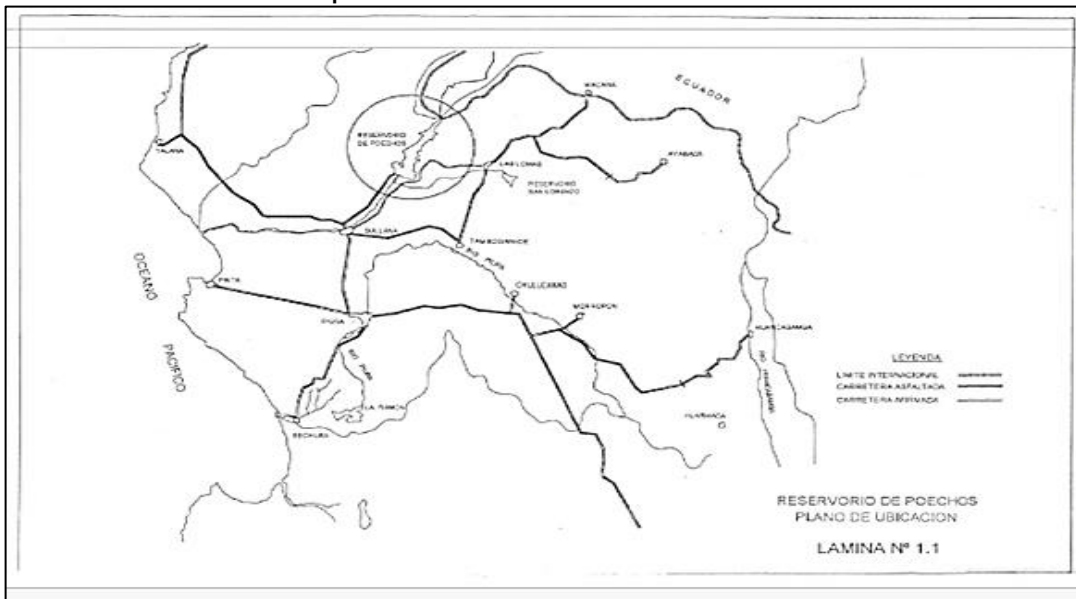 ECUADOR
MACARA
RESERVORIO
DE POECHOS
TALARA
AYABACA
LAS LOMAS
RESERVORIO
SAN LORENZO
SULLANA
TAMBOGRANDE
RIO PIURA
OCEANO
PAITA
CHULUCANAS
MORROPON
PIURA
HUANCABAMBA
PACIFICO
RIO PIURA
LEYENDA
LIMITE INTERNACIONAL
CARRETERA ASFALTADA
CARRETERA AFIRMADA
RIO HUANCABAMBA
LA RAMON
HUARMACA
SECHURA
RESERVORIO DE POECHOS
PLANO DE UBICACION
LAMINA Nº 1.1